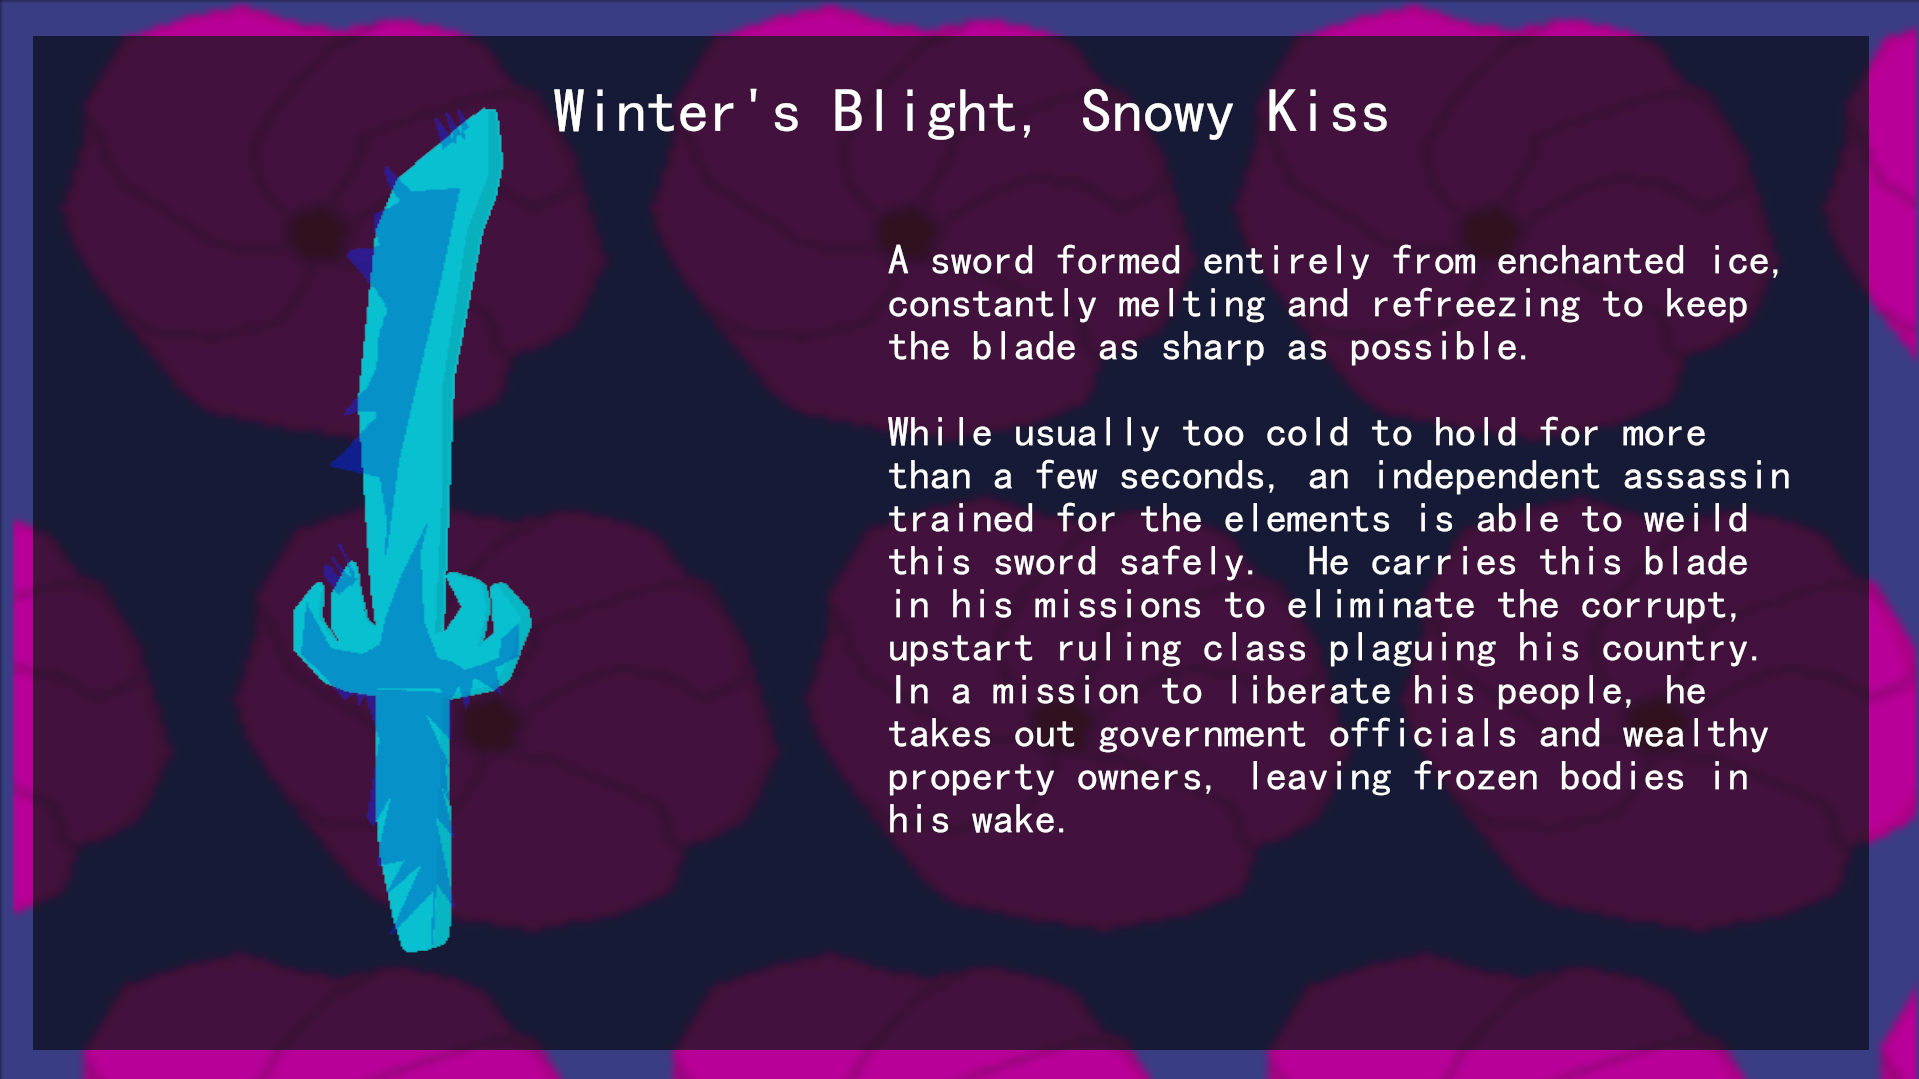 Winter's Blight, Snowy Kiss
A sword formed entirely from enchanted ice,
constantly melting and refreezing to keep
the blade as sharp as possible.
While usually too cold to hold for more
than a few seconds, an independent assassin
trained for the elements is able to weild
this sword safely.  He carries this blade
in his missions to eliminate the corrupt,
upstart ruling class plaguing his country.
In a mission to liberate his people, he
takes out government officials and wealthy
property owners, leaving frozen bodies in
his wake.